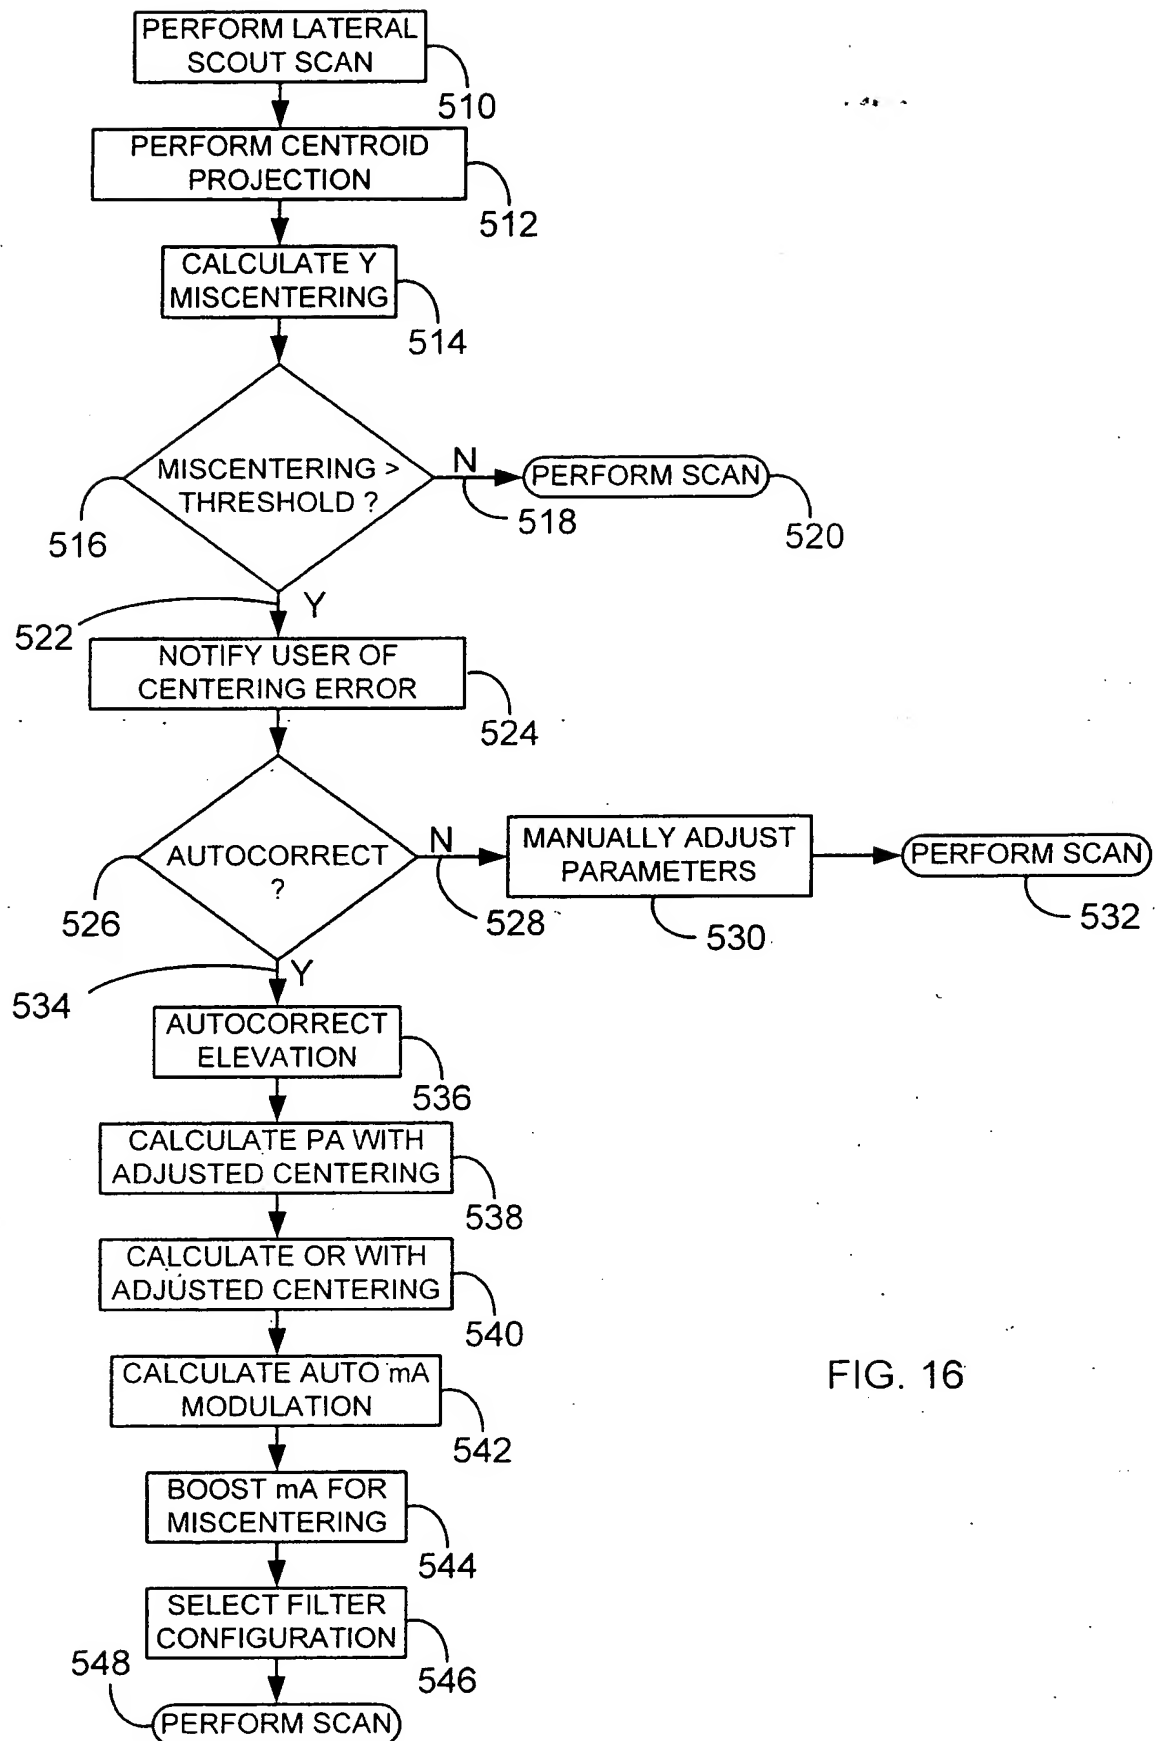 PERFORM LATERAL
SCOUT SCAN
510
PERFORM CENTROID
PROJECTION
512
CALCULATE Y
MISCENTERING
514
MISCENTERING >
THRESHOLD ?
516
N
518
PERFORM SCAN
520
522
Y
NOTIFY USER OF
CENTERING ERROR
524
AUTOCORRECT
?
526
N
528
MANUALLY ADJUST
PARAMETERS
530
PERFORM SCAN
532
534
Y
AUTOCORRECT
ELEVATION
536
CALCULATE PA WITH
ADJUSTED CENTERING
538
CALCULATE OR WITH
ADJUSTED CENTERING
540
CALCULATE AUTO mA
MODULATION
542
FIG. 16
BOOST mA FOR
MISCENTERING
544
SELECT FILTER
CONFIGURATION
546
548
PERFORM SCAN